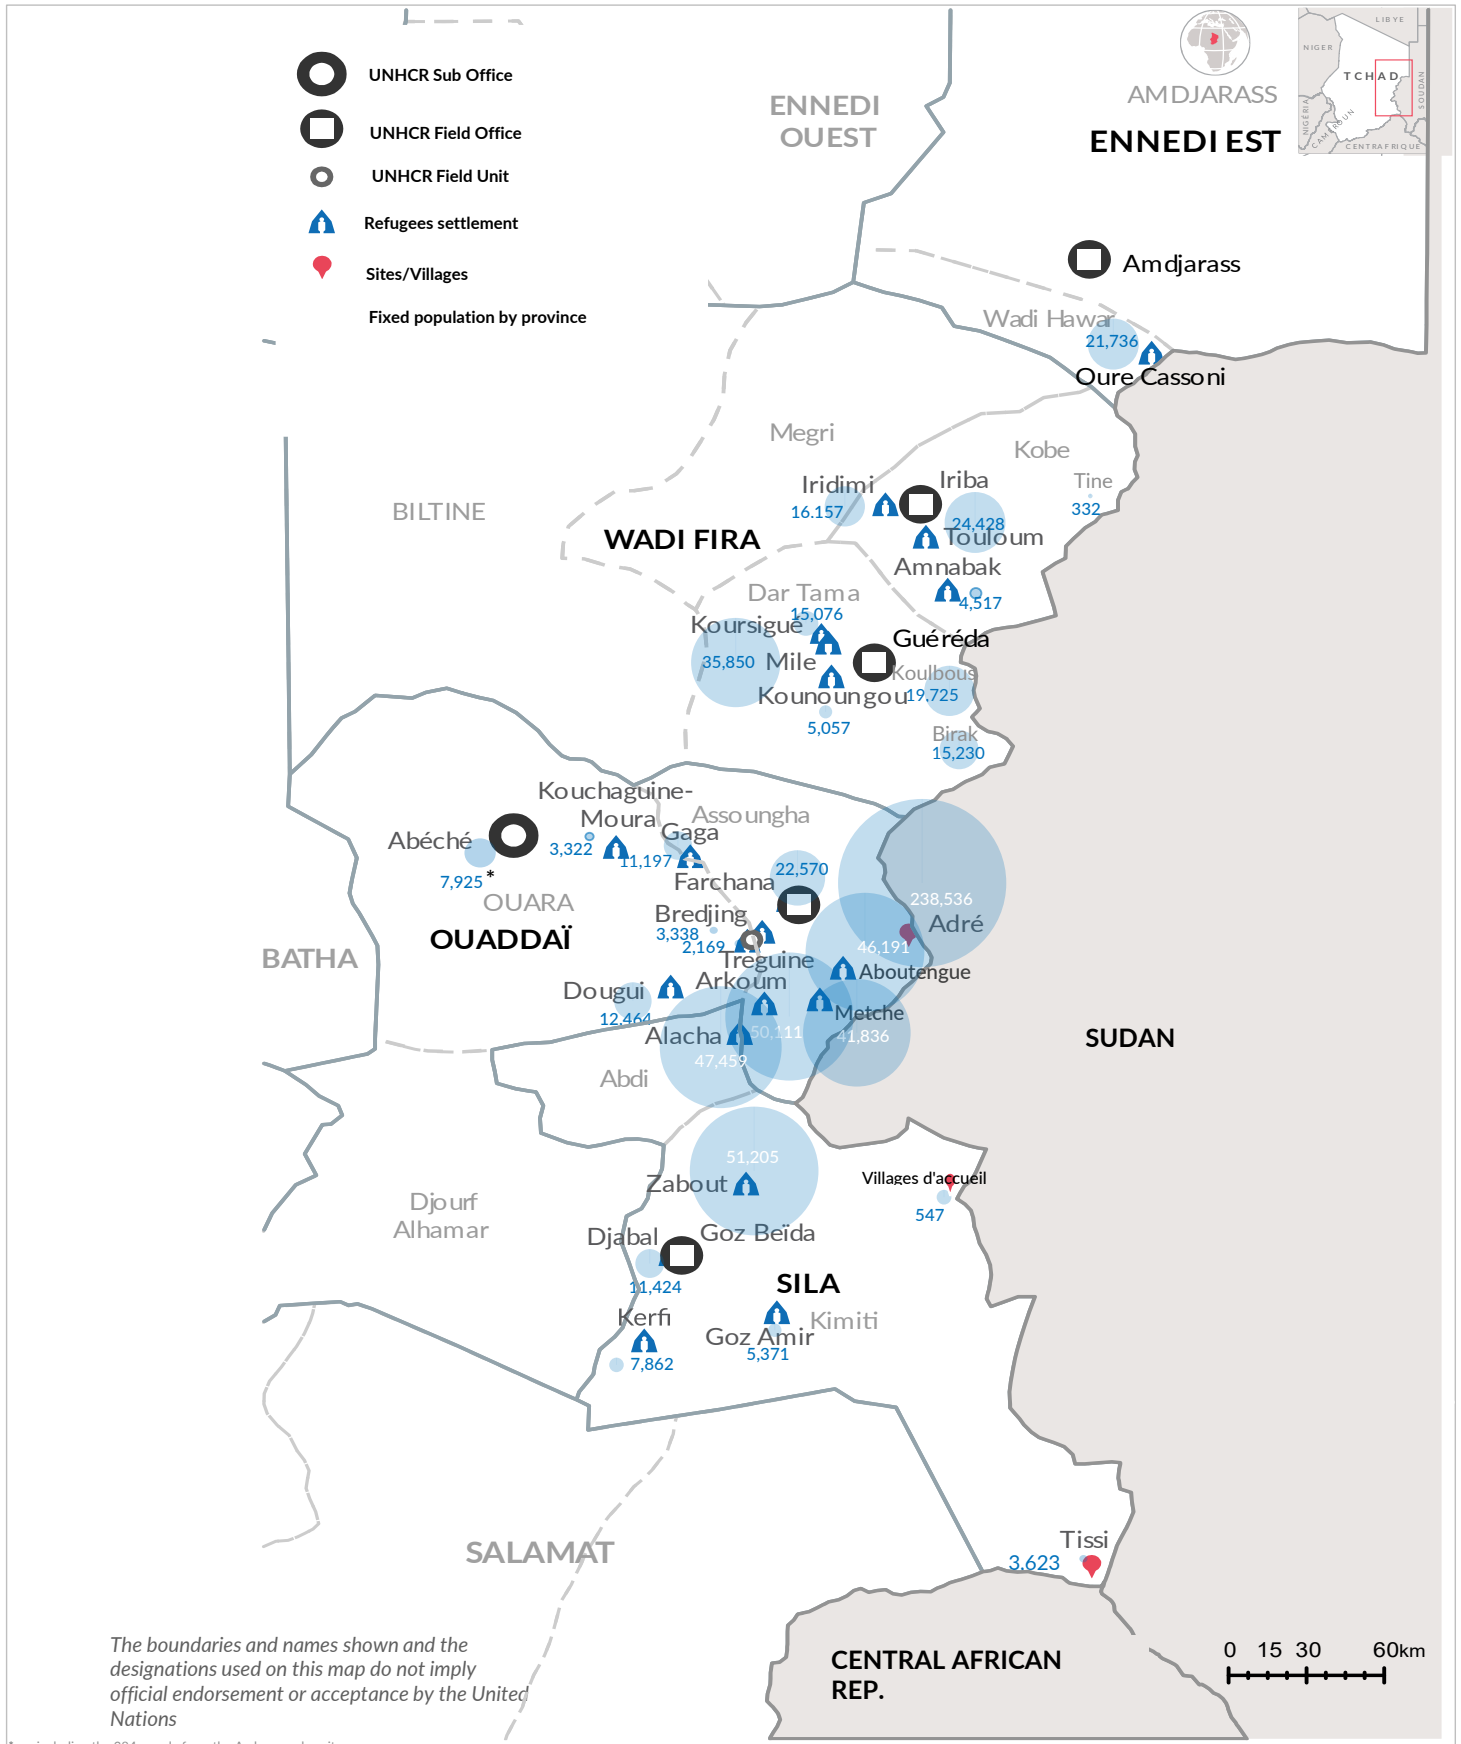 UNHCR Sub Office
UNHCR Field Office
UNHCR Field Unit
Refugees settlement
Sites/Villages
Fixed population by province
ENNEDI
OUEST
AMDJARASS
ENNEDI EST
LIBYE
NIGER
TCHAD
SOUDAN
NIGERIA
CAMEROUN
CENTRAFRIQUE
Amdjarass
Wadi Hawar
21,736
Oure Cassoni
Megri
Kobe
Iridimi
Iriba
Tine
16.157
24,428
332
BILTINE
WADI FIRA
Touloum
Amnabak
4,517
Dar Tama
15,076
Koursigue
Guéréda
35,850
Mile
Koulbous
Kounoungou
19,725
5,057
Birak
15,230
Kouchaguine-
Moura
Assoungha
Gaga
Abéché
3,322
11,197
22,570
7,925 *
Farchana
238,536
OUARA
Bredjing
Adré
OUADDAÏ
3,338
2,169
46,191
BATHA
Treguine
Aboutengue
Arkoum
Dougui
12,464
Metche
Alacha
50,111
41,836
SUDAN
47,459
Abdi
51,205
Zabout
Villages d'accueil
547
Djourf
Alhamar
Djabal
Goz Beïda
11,424
SILA
Kerfi
Kimiti
Goz Amir
7,862
5,371
SALAMAT
Tissi
3,623
CENTRAL AFRICAN
REP.
0 15 30 60km
The boundaries and names shown and the
designations used on this map do not imply
official endorsement or acceptance by the United
Nations